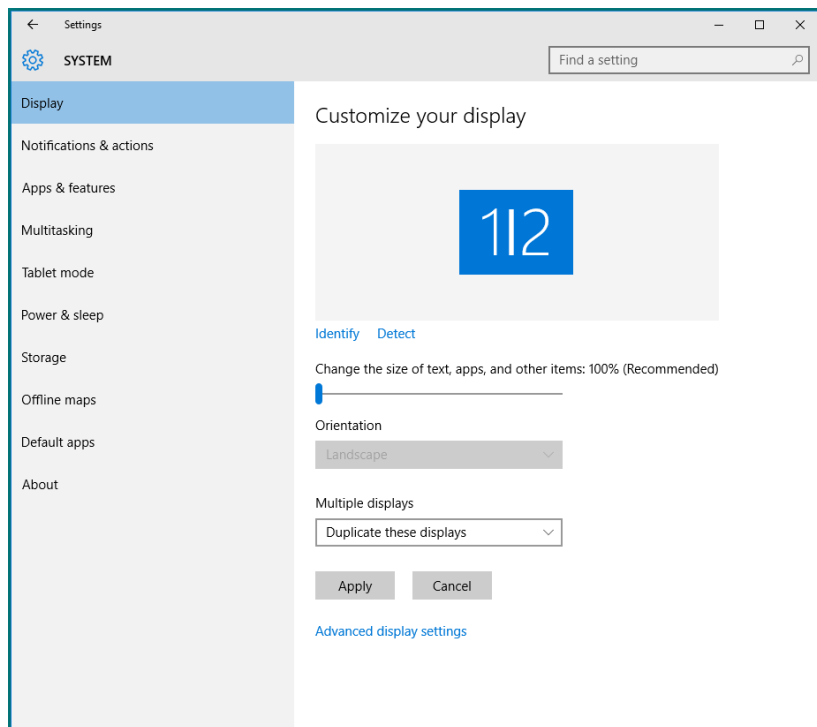 Settings
SYSTEM
Find a setting
Display
Notifications & actions
Apps & features
Multitasking
Tablet mode
Power & sleep
Storage
Offline maps
Default apps
About
Customize your display
1|2
Identify Detect
Change the size of text, apps, and other items: 100% (Recommended)
Orientation
Landscape
Multiple displays
Duplicate these displays
Apply Cancel
Advanced display settings